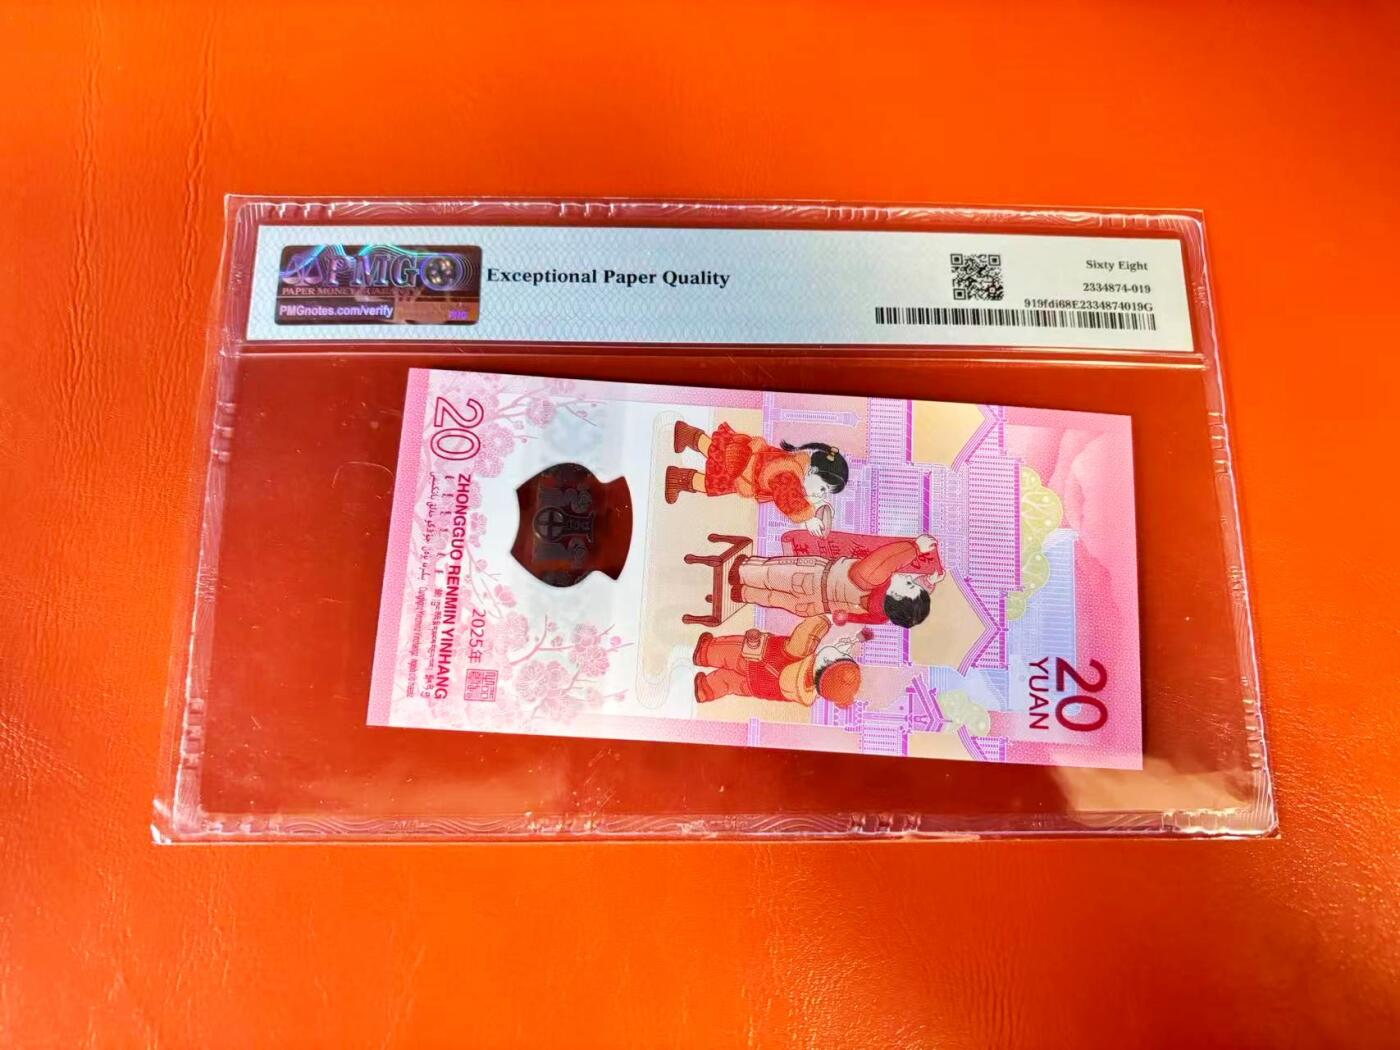 PMG
PAPER MONEY GUARANTY
PMGnotes.com/verify
PMG
Exceptional Paper Quality
Sixty Eight
2334874-019
919fdi68E2334874019G
20
ZHONGGUO RENMIN YINHANG
2025年
20
YUAN